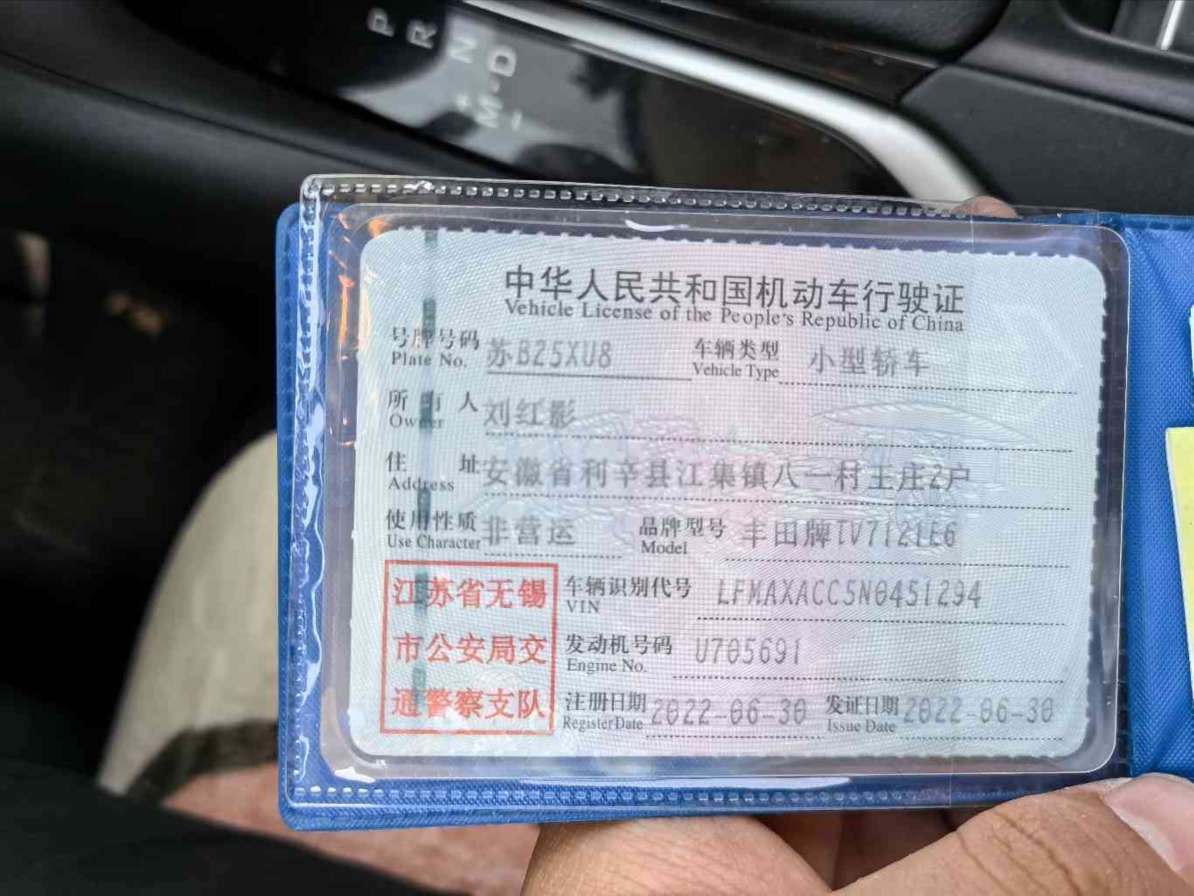 P R N D
+ M -
中华人民共和国机动车行驶证
Vehicle License of the People's Republic of China
号牌号码 苏B25XU8 车辆类型 小型轿车
Plate No. Vehicle Type
所有人 刘红影
Owner
住址 安徽省利辛县江集镇八一村王庄2户
Address
使用性质 非营运 品牌型号 丰田牌TV7121E6
Use Character Model
江苏省无锡
市公安局交
通警察支队
车辆识别代号 LFMAXACC5N0451294
VIN
发动机号码 U705691
Engine No.
注册日期 2022-06-30 发证日期 2022-06-30
Register Date Issue Date